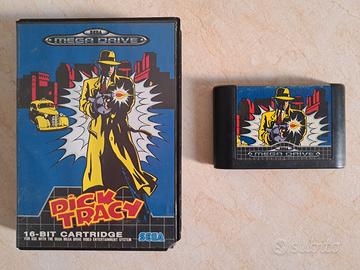 SEGA
MEGA DRIVE
DICK
TRACY
16-BIT CARTRIDGE
FOR USE WITH THE SEGA MEGA DRIVE VIDEO ENTERTAINMENT SYSTEM
SEGA
MEGA DRIVE
subito